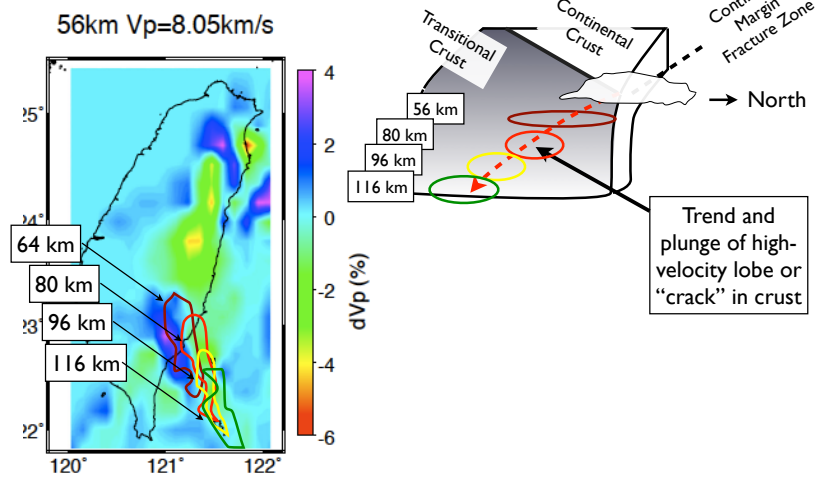 56km Vp=8.05km/s
25°
24°
23°
22°
120°
121°
122°
64 km
80 km
96 km
116 km
4
2
0
-2
-4
-6
dVp (%)
Transitional
Crust
Continental
Crust
Margin
Fracture Zone
North
56 km
80 km
96 km
116 km
Trend and
plunge of high-
velocity lobe or
“crack” in crust